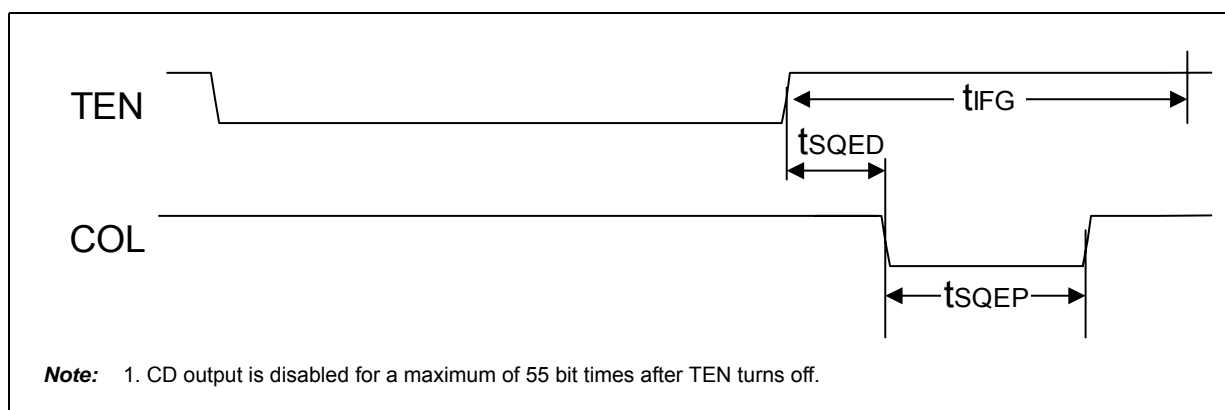 TEN
tIFG
tSQED
COL
tSQEP
Note: 1. CD output is disabled for a maximum of 55 bit times after TEN turns off.